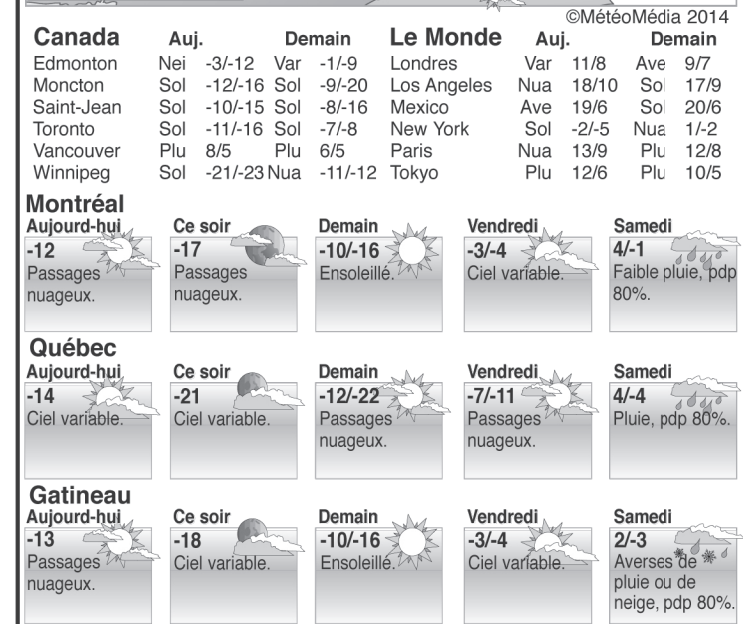 ©MétéoMédia 2014
Canada Auj. Demain Le Monde Auj. Demain
Edmonton Nei -3/-12 Var -1/-9 Londres Var 11/8 Ave 9/7
Moncton Sol -12/-16 Sol -9/-20 Los Angeles Nua 18/10 Sol 17/9
Saint-Jean Sol -10/-15 Sol -8/-16 Mexico Ave 19/6 Sol 20/6
Toronto Sol -11/-16 Sol -7/-8 New York Sol -2/-5 Nua 1/-2
Vancouver Plu 8/5 Plu 6/5 Paris Nua 13/9 Plu 12/8
Winnipeg Sol -21/-23 Nua -11/-12 Tokyo Plu 12/6 Plu 10/5
Montréal
Aujourd-hui Ce soir Demain Vendredi Samedi
-12 -17 -10/-16 -3/-4 4/-1
Passages Passages Ensoleillé. Ciel variable. Faible pluie, pdp
nuageux. nuageux. 80%.
Québec
Aujourd-hui Ce soir Demain Vendredi Samedi
-14 -21 -12/-22 -7/-11 4/-4
Ciel variable. Ciel variable. Passages Passages Pluie, pdp 80%.
nuageux. nuageux.
Gatineau
Aujourd-hui Ce soir Demain Vendredi Samedi
-13 -18 -10/-16 -3/-4 2/-3
Passages Ciel variable. Ensoleillé. Ciel variable. Averses de
nuageux. pluie ou de
neige, pdp 80%.